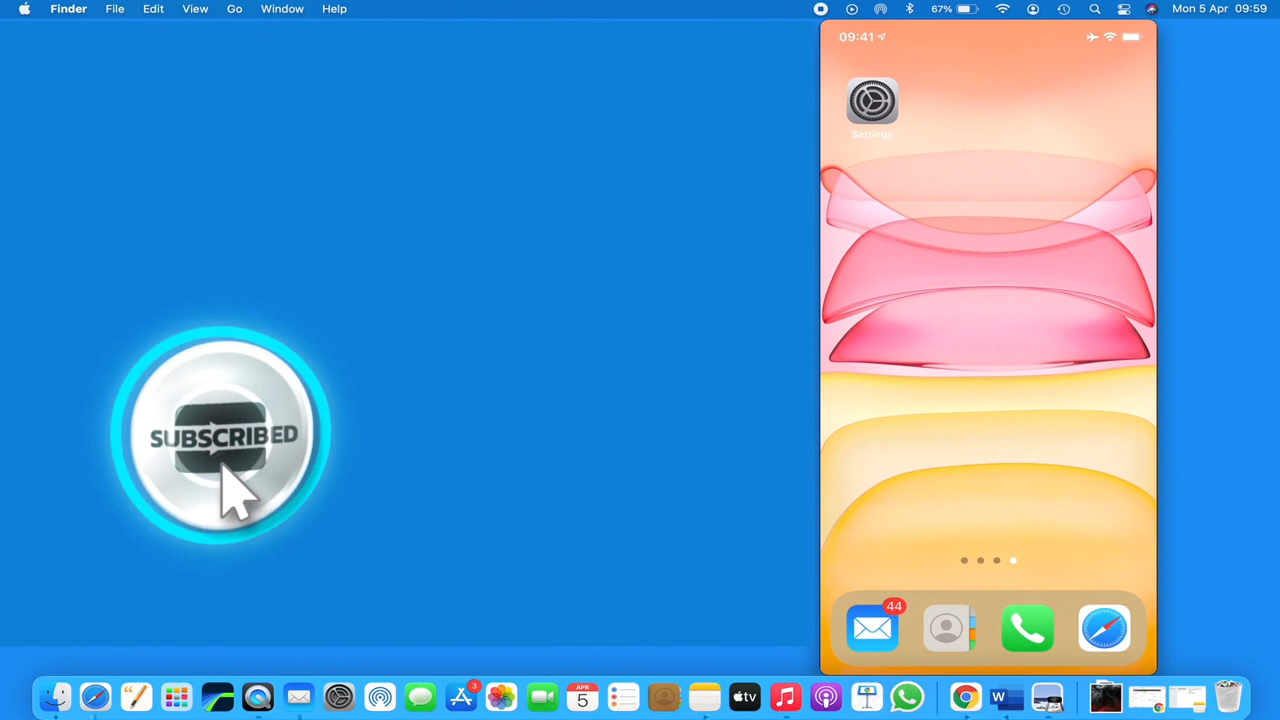 Finder File Edit View Go Window Help 67% Mon 5 Apr 09:59
09:41
Settings
SUBSCRIBED
44
3
APR
5
tv
W